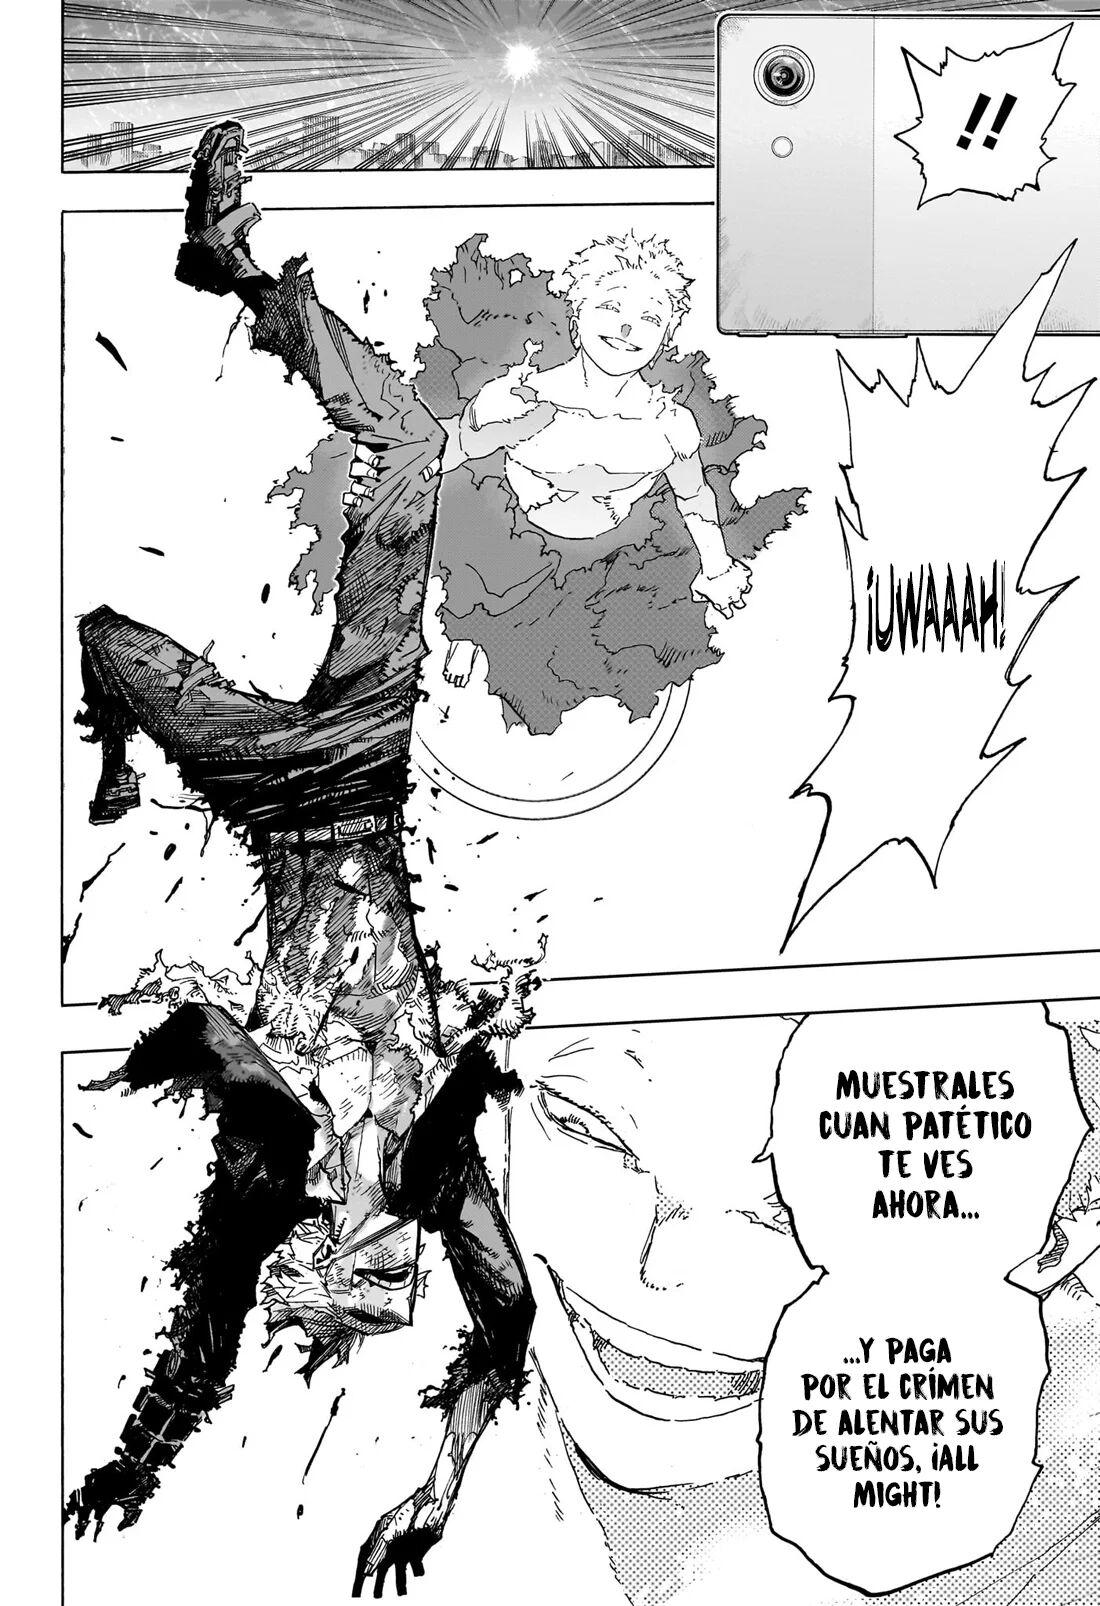 !!
¡UWAAAH!
MUESTRALES
CUAN PATÉTICO
TE VES
AHORA...
...Y PAGA
POR EL CRÍMEN
DE ALENTAR SUS
SUEÑOS, ¡ALL
MIGHT!